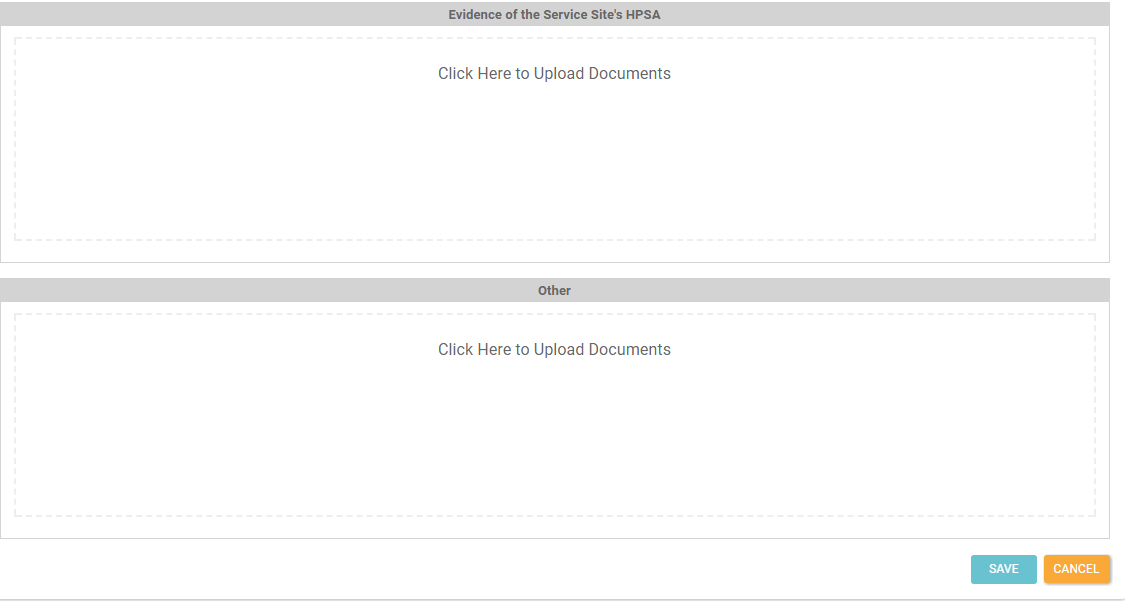 Evidence of the Service Site's HPSA
Click Here to Upload Documents
Other
Click Here to Upload Documents
SAVE CANCEL